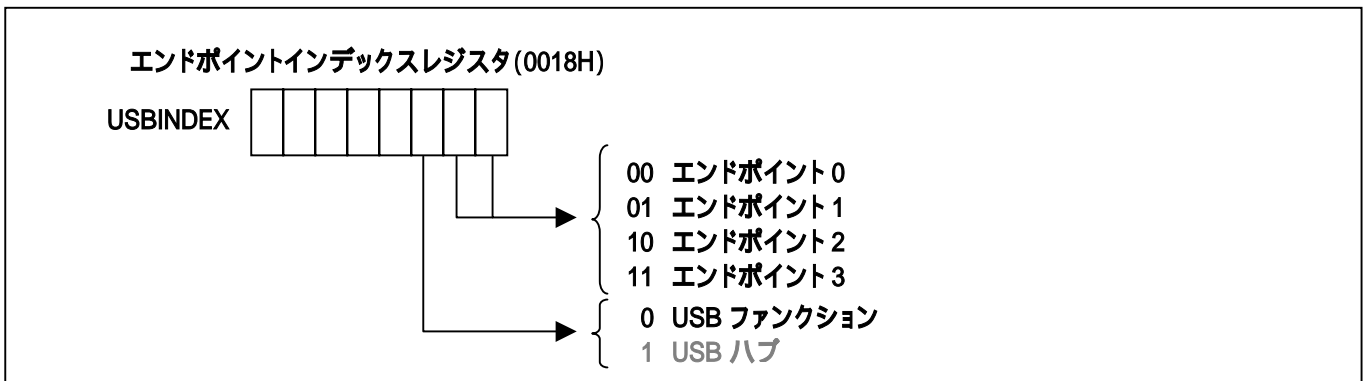 エンドポイントインデックスレジスタ(0018H)
USBINDEX
00 エンドポイント0
01 エンドポイント1
10 エンドポイント2
11 エンドポイント3
0 USB ファンクション
1 USB ハブ